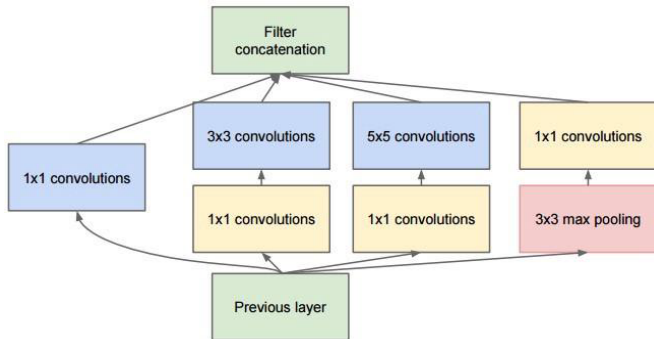 Filter
concatenation
3x3 convolutions
5x5 convolutions
1x1 convolutions
1x1 convolutions
1x1 convolutions
1x1 convolutions
3x3 max pooling
Previous layer